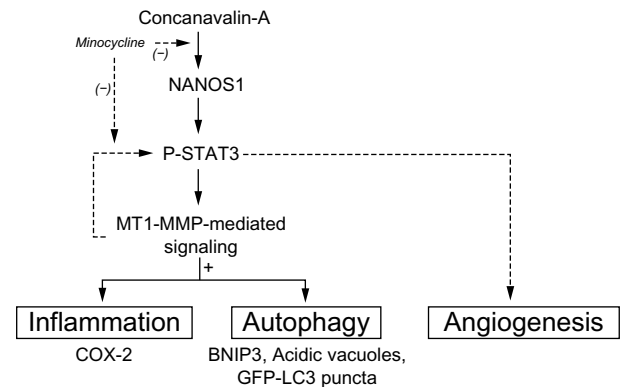 Concanavalin-A
Minocycline
(−)
(−)
NANOS1
P-STAT3
MT1-MMP-mediated
signaling
+
Inflammation
Autophagy
Angiogenesis
COX-2
BNIP3, Acidic vacuoles,
GFP-LC3 puncta